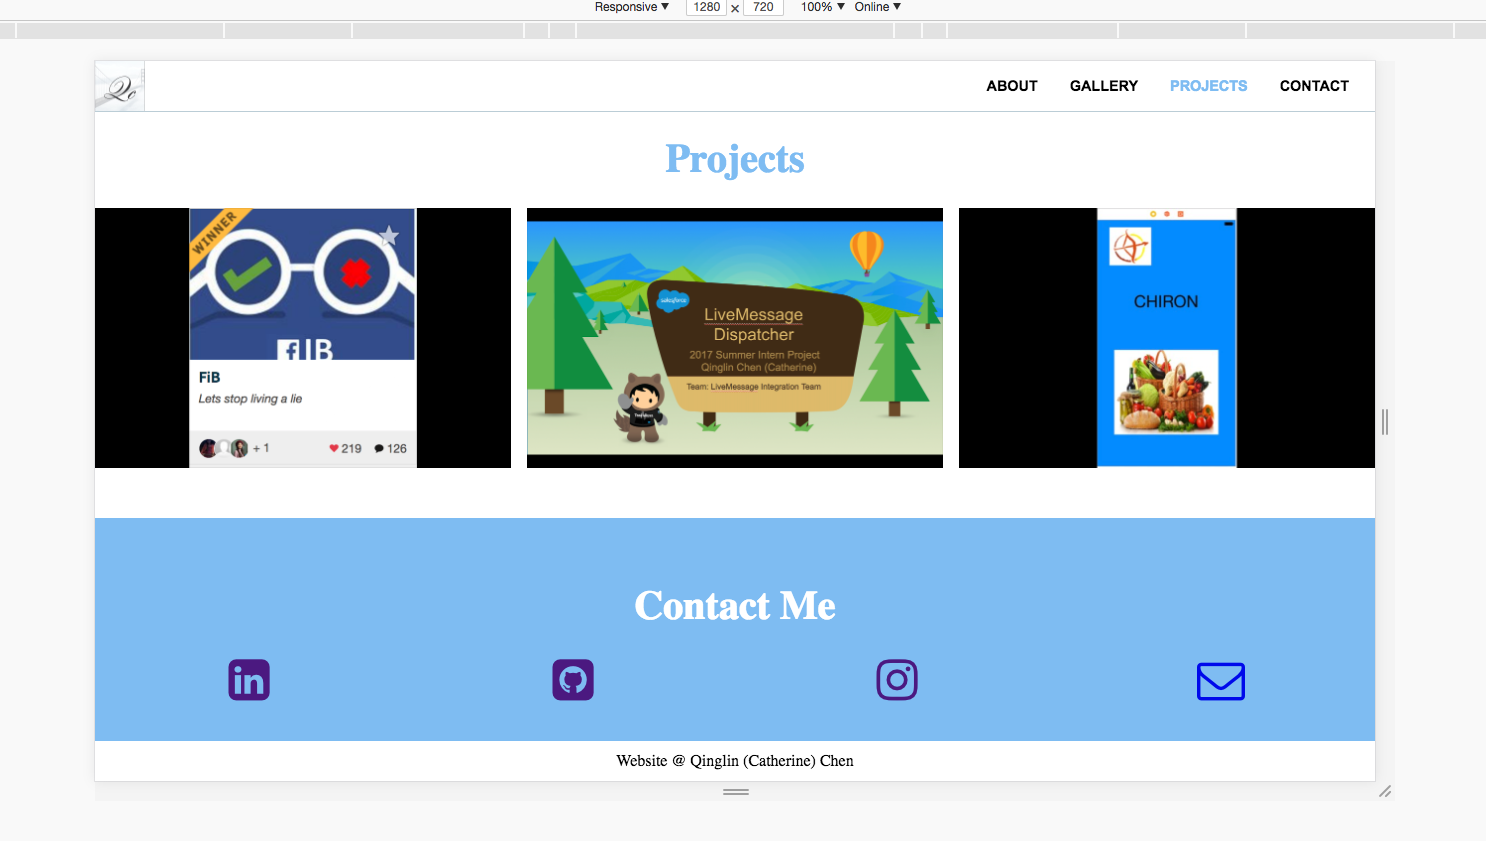 Responsive ▼ 1280 × 720 100% ▼ Online ▼
Qc
ABOUT GALLERY PROJECTS CONTACT
Projects
WINNER
f IB
FiB
Lets stop living a lie
+ 1 219 126
salesforce
LiveMessage
Dispatcher
2017 Summer Intern Project
Qinglin Chen (Catherine)
Team: LiveMessage Integration Team
CHIRON
Contact Me
in
Website @ Qinglin (Catherine) Chen